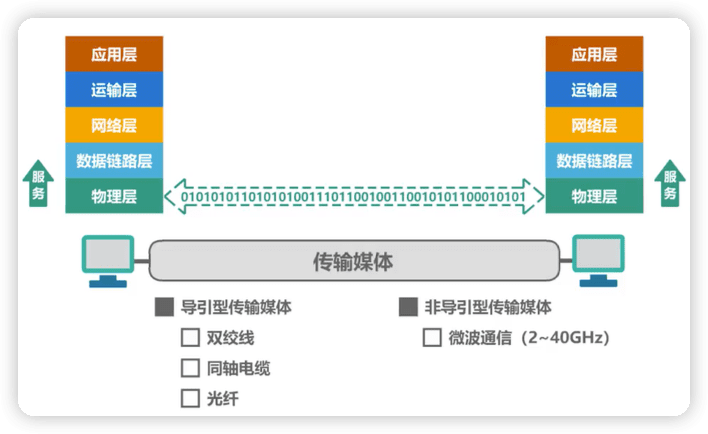 应用层
运输层
网络层
数据链路层
物理层
服务
010101011010101001110110010011001010110001010​1
应用层
运输层
网络层
数据链路层
物理层
服务
传输媒体
导引型传输媒体
双绞线
同轴电缆
光纤
非导引型传输媒体
微波通信（2~40GHz）